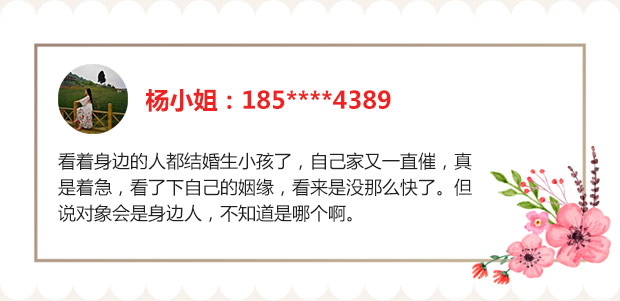 杨小姐：185****4389
看着身边的人都结婚生小孩了，自己家又一直催，真
是着急，看了下自己的姻缘，看来是没那么快了。但
说对象会是身边人，不知道是哪个啊。